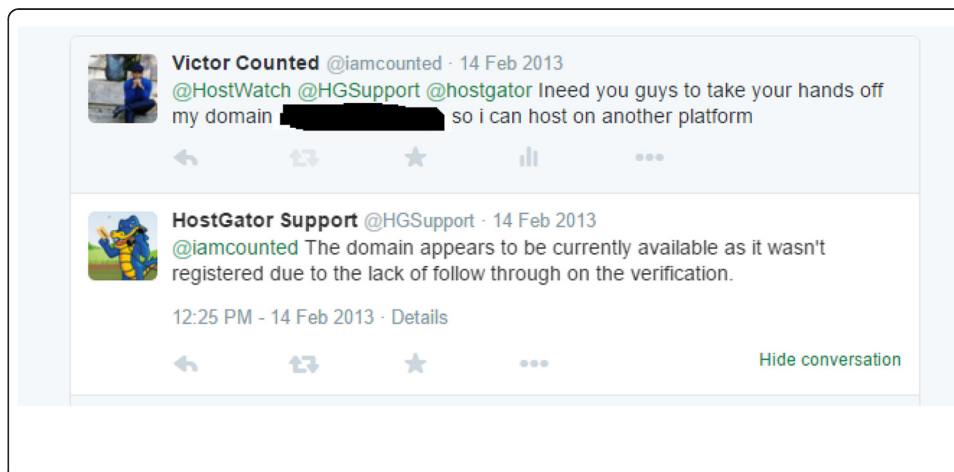 Victor Counted @iamcounted · 14 Feb 2013
@HostWatch @HGSupport @hostgator Ineed you guys to take your hands off
my domain so i can host on another platform
HostGator Support @HGSupport · 14 Feb 2013
@iamcounted The domain appears to be currently available as it wasn't
registered due to the lack of follow through on the verification.
12:25 PM - 14 Feb 2013 · Details
Hide conversation